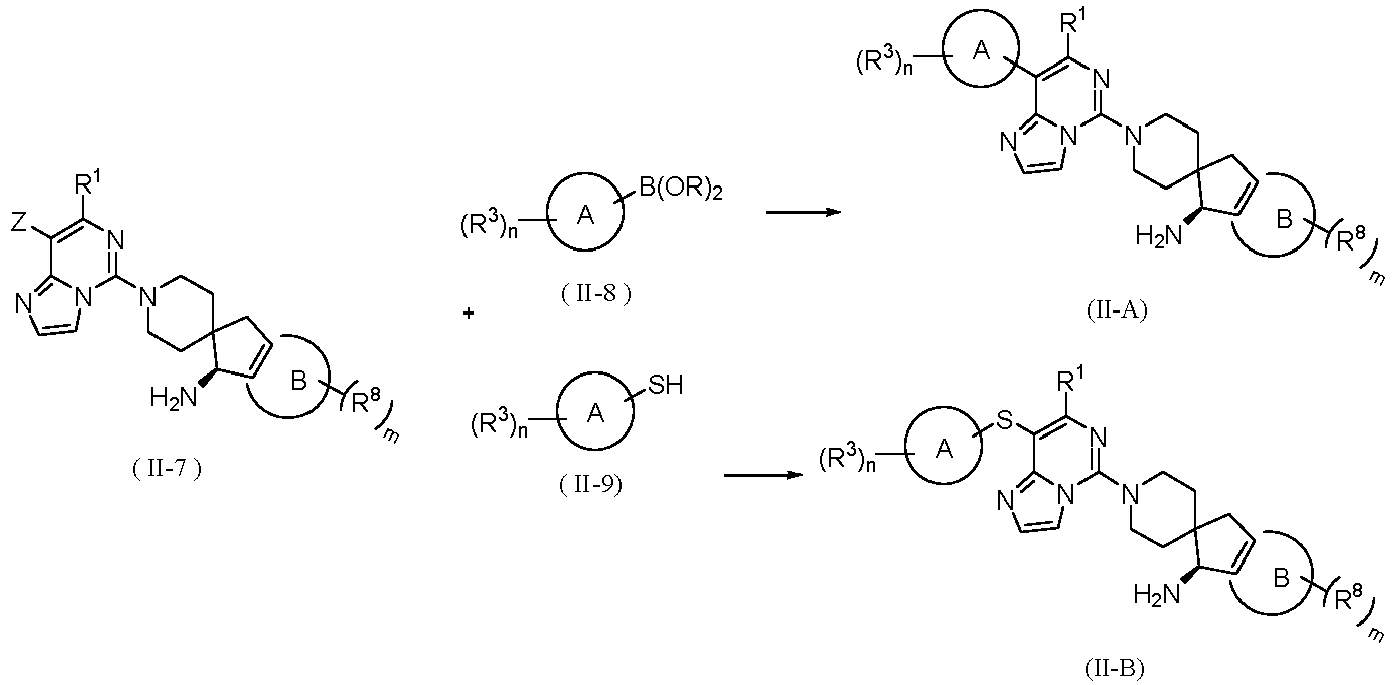 Z
R¹
N
N
N
N
H₂N
B
(R⁸)m
( II-7 )
+
(R³)n
A
B(OR)₂
( II-8 )
(R³)n
A
SH
( II-9)
(R³)n
A
R¹
N
N
N
N
H₂N
B
(R⁸)m
(II-A)
(R³)n
A
S
R¹
N
N
N
N
H₂N
B
(R⁸)m
(II-B)